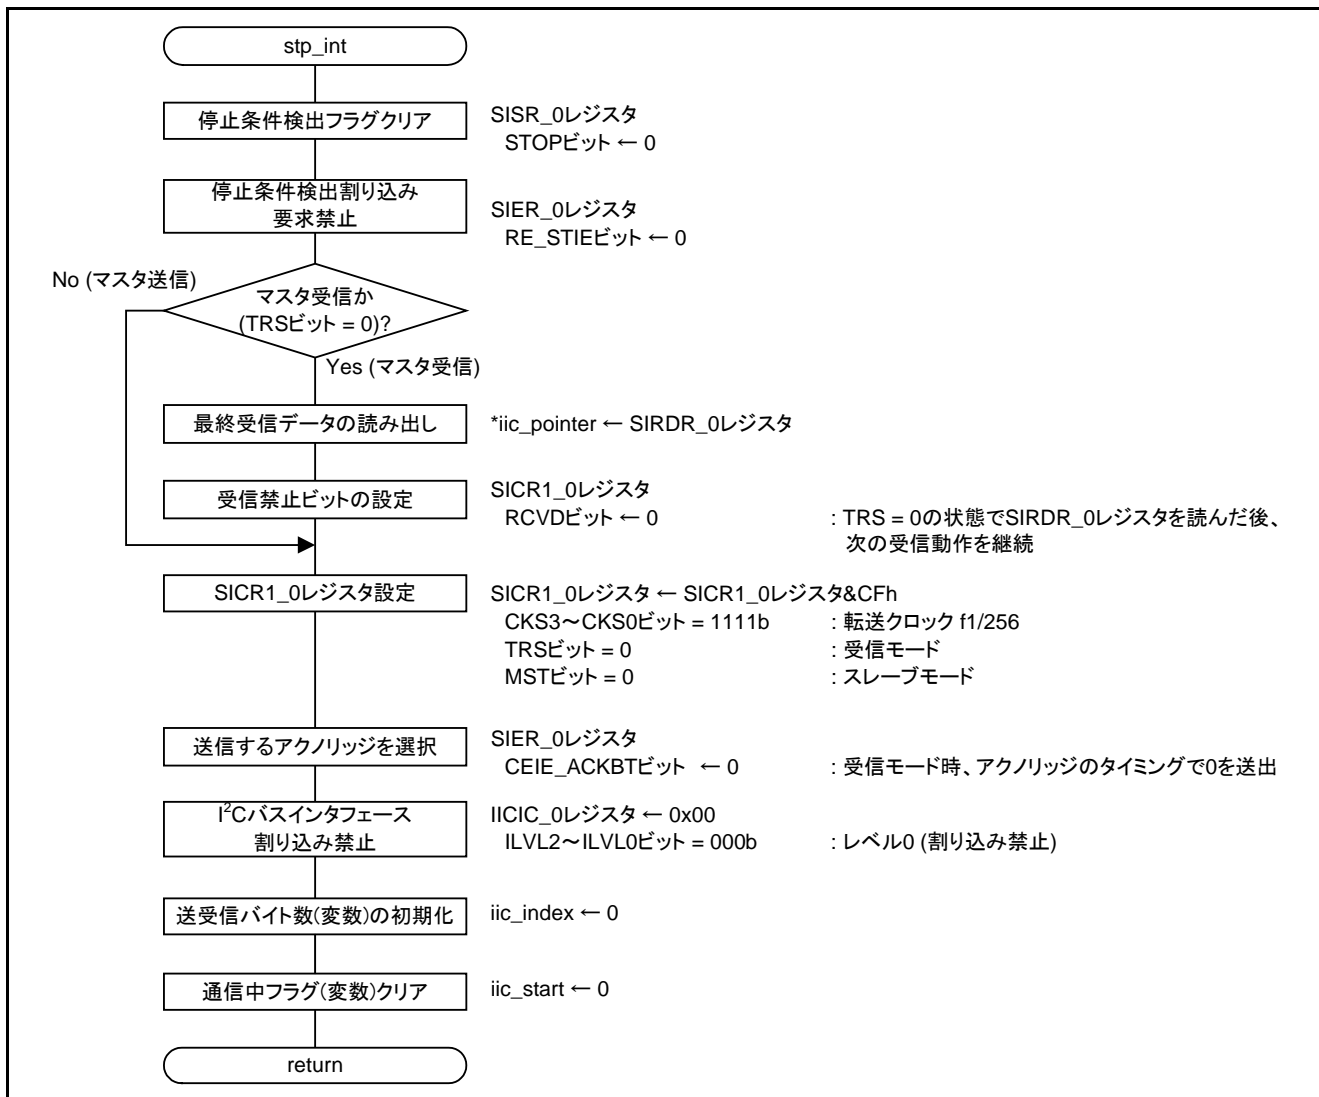 stp_int
停止条件検出フラグクリア
SISR_0レジスタ
STOPビット ← 0
停止条件検出割り込み
要求禁止
SIER_0レジスタ
RE_STIEビット ← 0
No (マスタ送信)
マスタ受信か
(TRSビット = 0)?
Yes (マスタ受信)
最終受信データの読み出し
*iic_pointer ← SIRDR_0レジスタ
受信禁止ビットの設定
SICR1_0レジスタ
RCVDビット ← 0 : TRS = 0の状態でSIRDR_0レジスタを読んだ後、
次の受信動作を継続
SICR1_0レジスタ設定
SICR1_0レジスタ ← SICR1_0レジスタ&CFh
CKS3～CKS0ビット = 1111b : 転送クロック f1/256
TRSビット = 0 : 受信モード
MSTビット = 0 : スレーブモード
送信するアクノリッジを選択
SIER_0レジスタ
CEIE_ACKBTビット ← 0 : 受信モード時、アクノリッジのタイミングで0を送出
I²Cバスインタフェース
割り込み禁止
IICIC_0レジスタ ← 0x00
ILVL2～ILVL0ビット = 000b : レベル0 (割り込み禁止)
送受信バイト数(変数)の初期化
iic_index ← 0
通信中フラグ(変数)クリア
iic_start ← 0
return